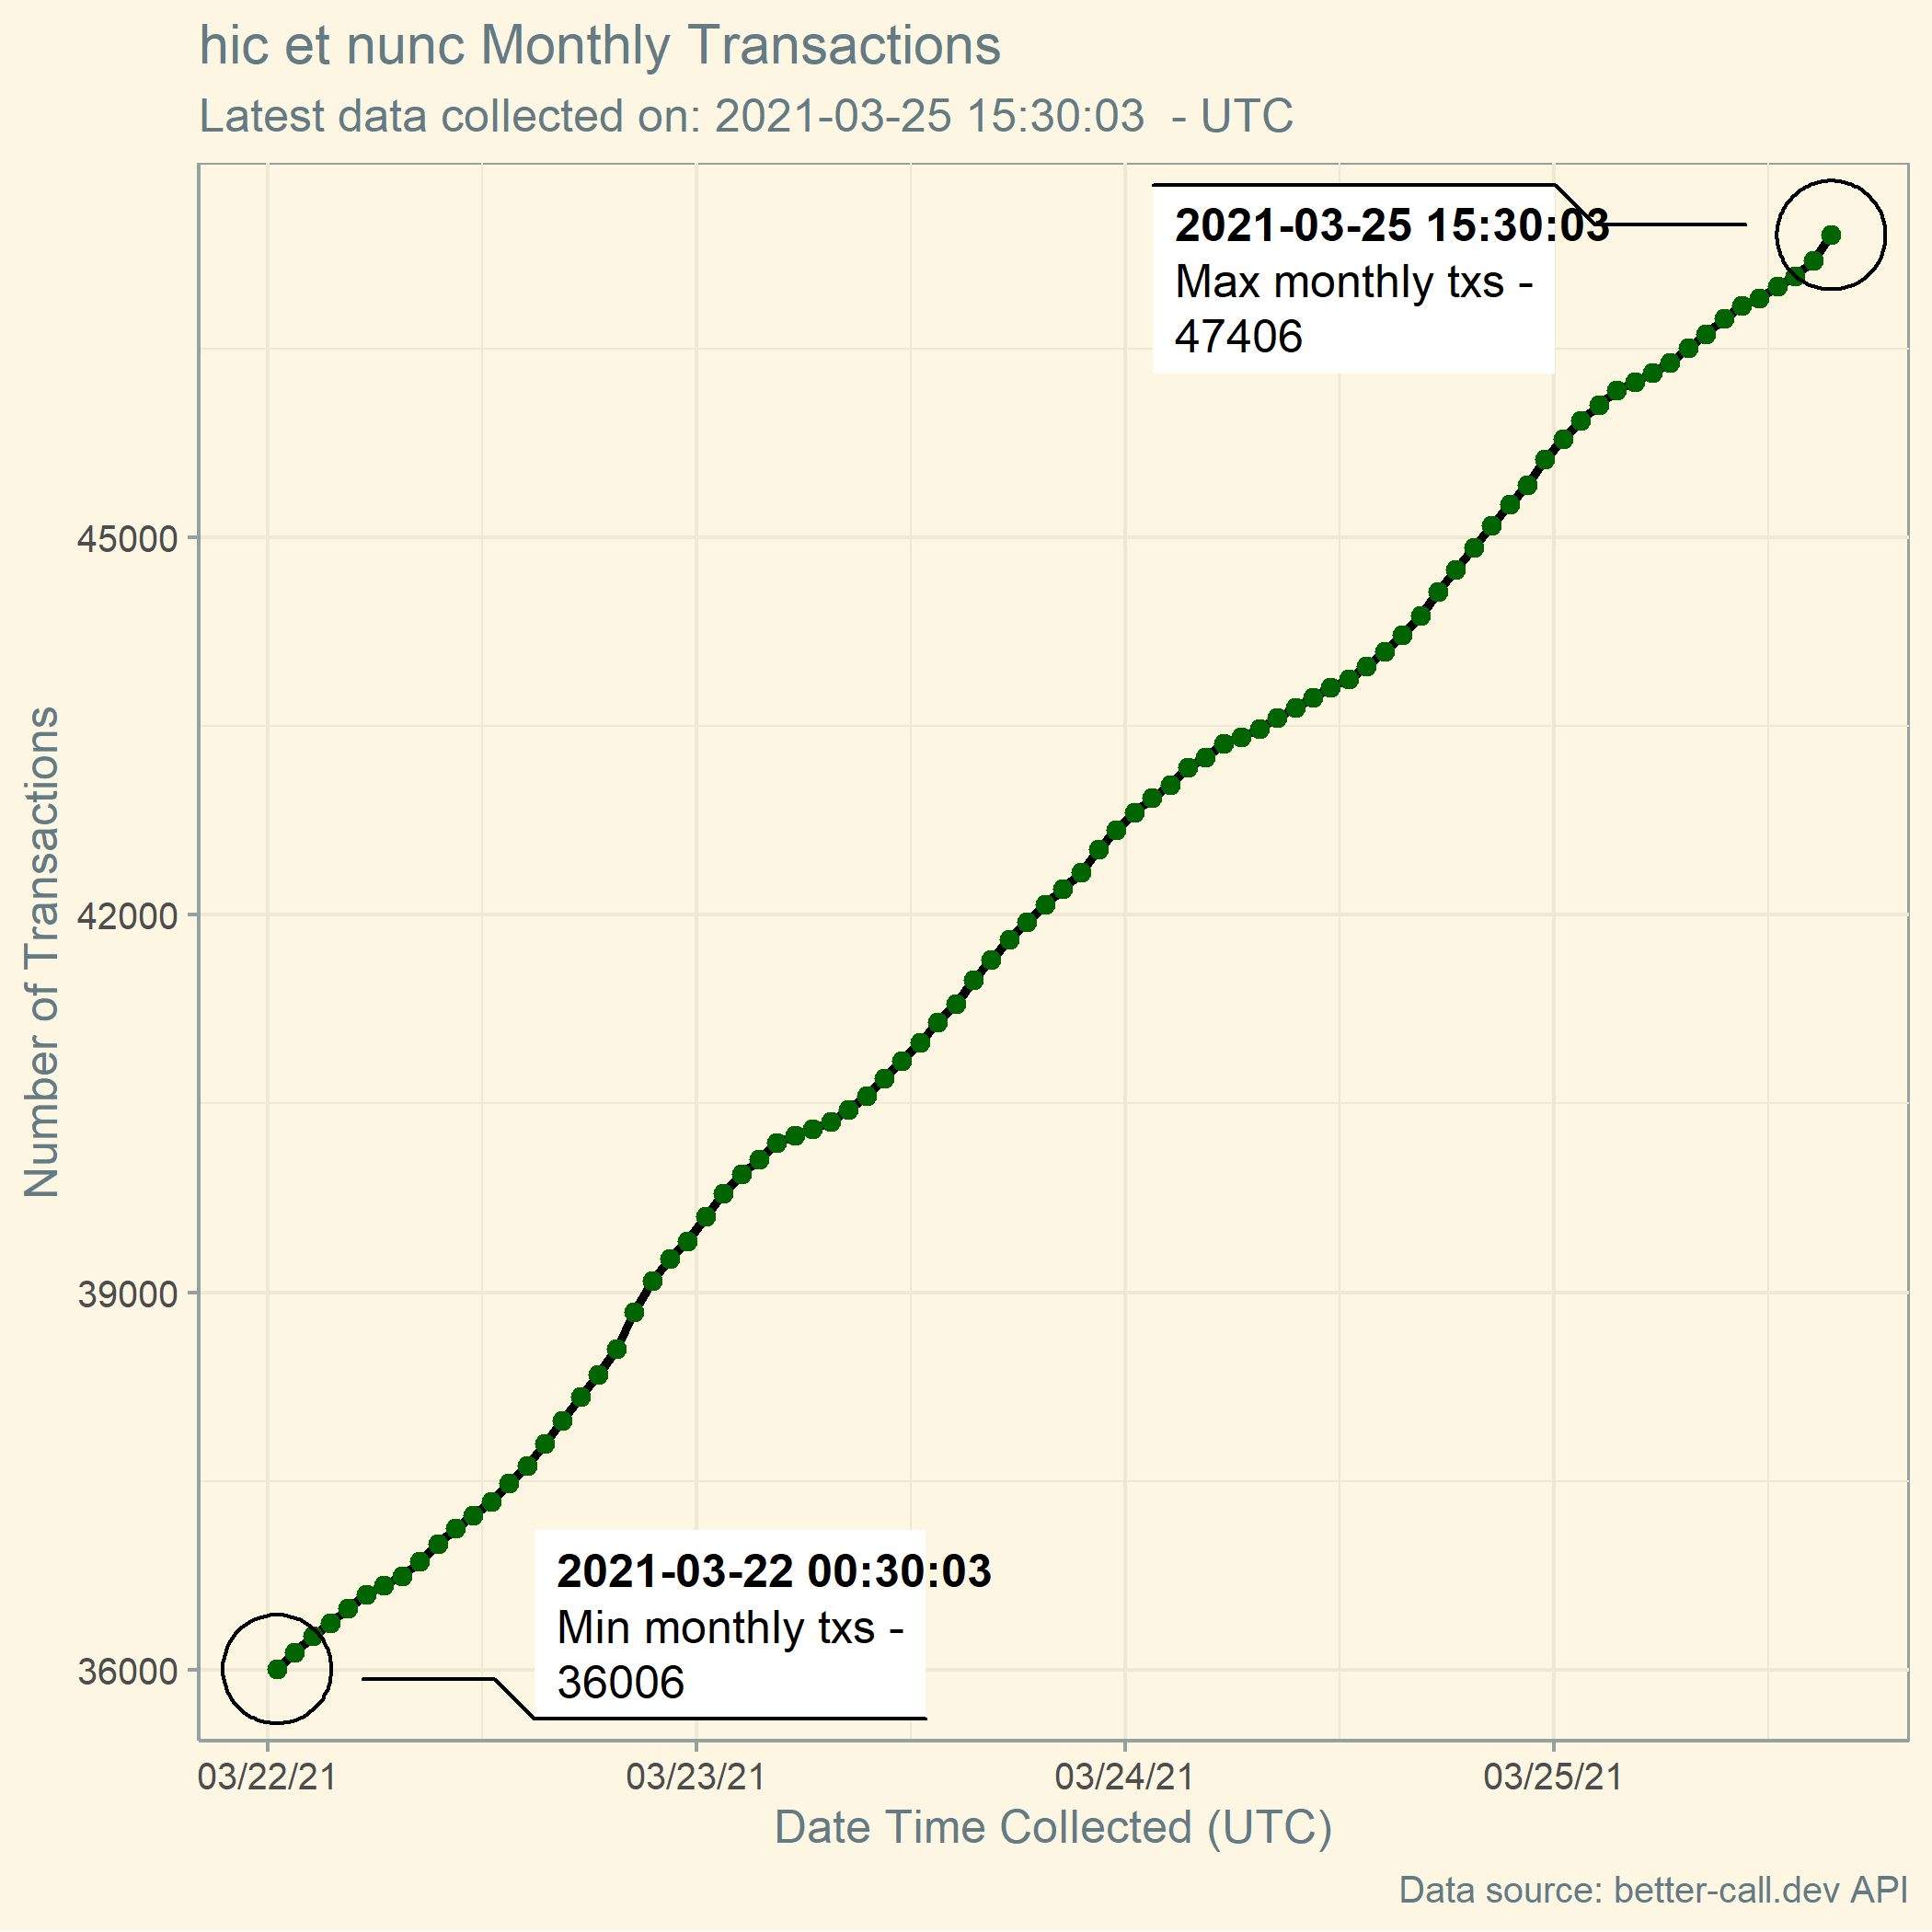 hic et nunc Monthly Transactions
Latest data collected on: 2021-03-25 15:30:03  - UTC
2021-03-25 15:30:03
Max monthly txs -
47406
45000
42000
39000
36000
Number of Transactions
2021-03-22 00:30:03
Min monthly txs -
36006
03/22/21 03/23/21 03/24/21 03/25/21
Date Time Collected (UTC)
Data source: better-call.dev API